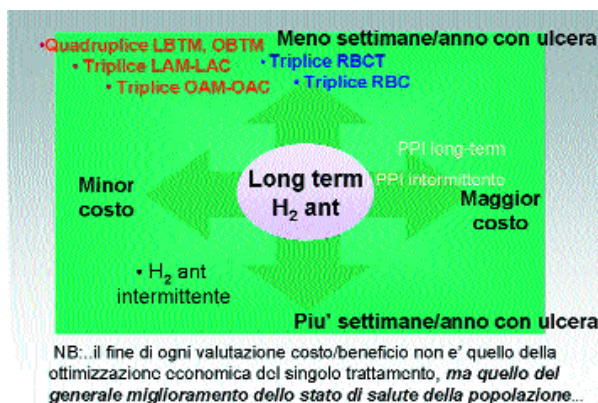 Meno settimane/anno con ulcera
•Quadruplice LBTM, OBTM
• Triplice LAM-LAC
• Triplice OAM-OAC
• Triplice RBCT
• Triplice RBC
PPI long-term
PPI intermittente
Minor
costo
Long term
H₂ ant
Maggior
costo
• H₂ ant
intermittente
Piu' settimane/anno con ulcera
NB:..il fine di ogni valutazione costo/beneficio non e' quello della
ottimizzazione economica del singolo trattamento, ma quello del
generale miglioramento dello stato di salute della popolazione...